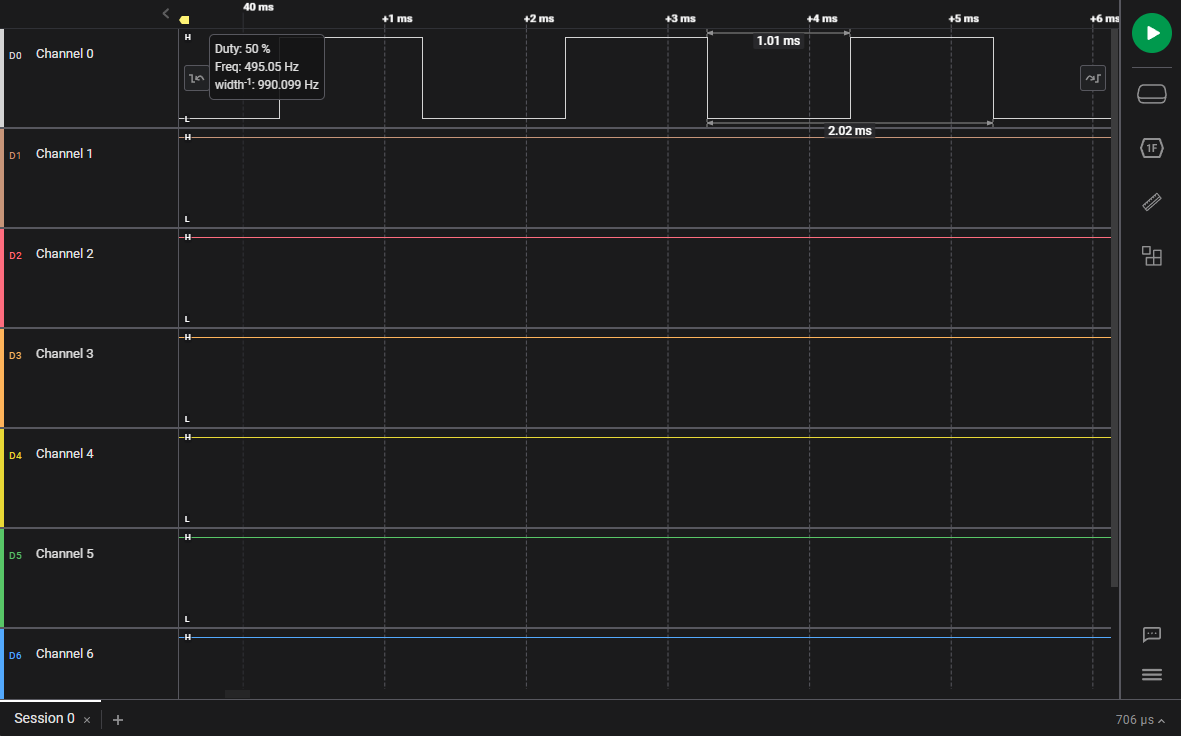 40 ms
+1 ms
+2 ms
+3 ms
+4 ms
+5 ms
+6 ms
D0 Channel 0
H
L
Duty: 50 %
Freq: 495.05 Hz
width-1: 990.099 Hz
1.01 ms
2.02 ms
D1 Channel 1
H
L
D2 Channel 2
H
L
D3 Channel 3
H
L
D4 Channel 4
H
L
D5 Channel 5
H
L
D6 Channel 6
H
1F
Session 0
706 µs